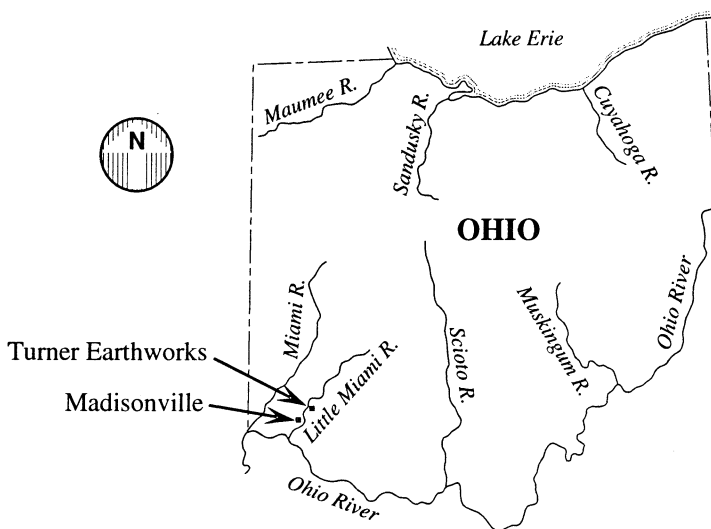 Lake Erie
Maumee R.
Sandusky R.
Cuyahoga R.
N
OHIO
Miami R.
Muskingum R.
Ohio River
Turner Earthworks
Scioto R.
Little Miami R.
Madisonville
Ohio River